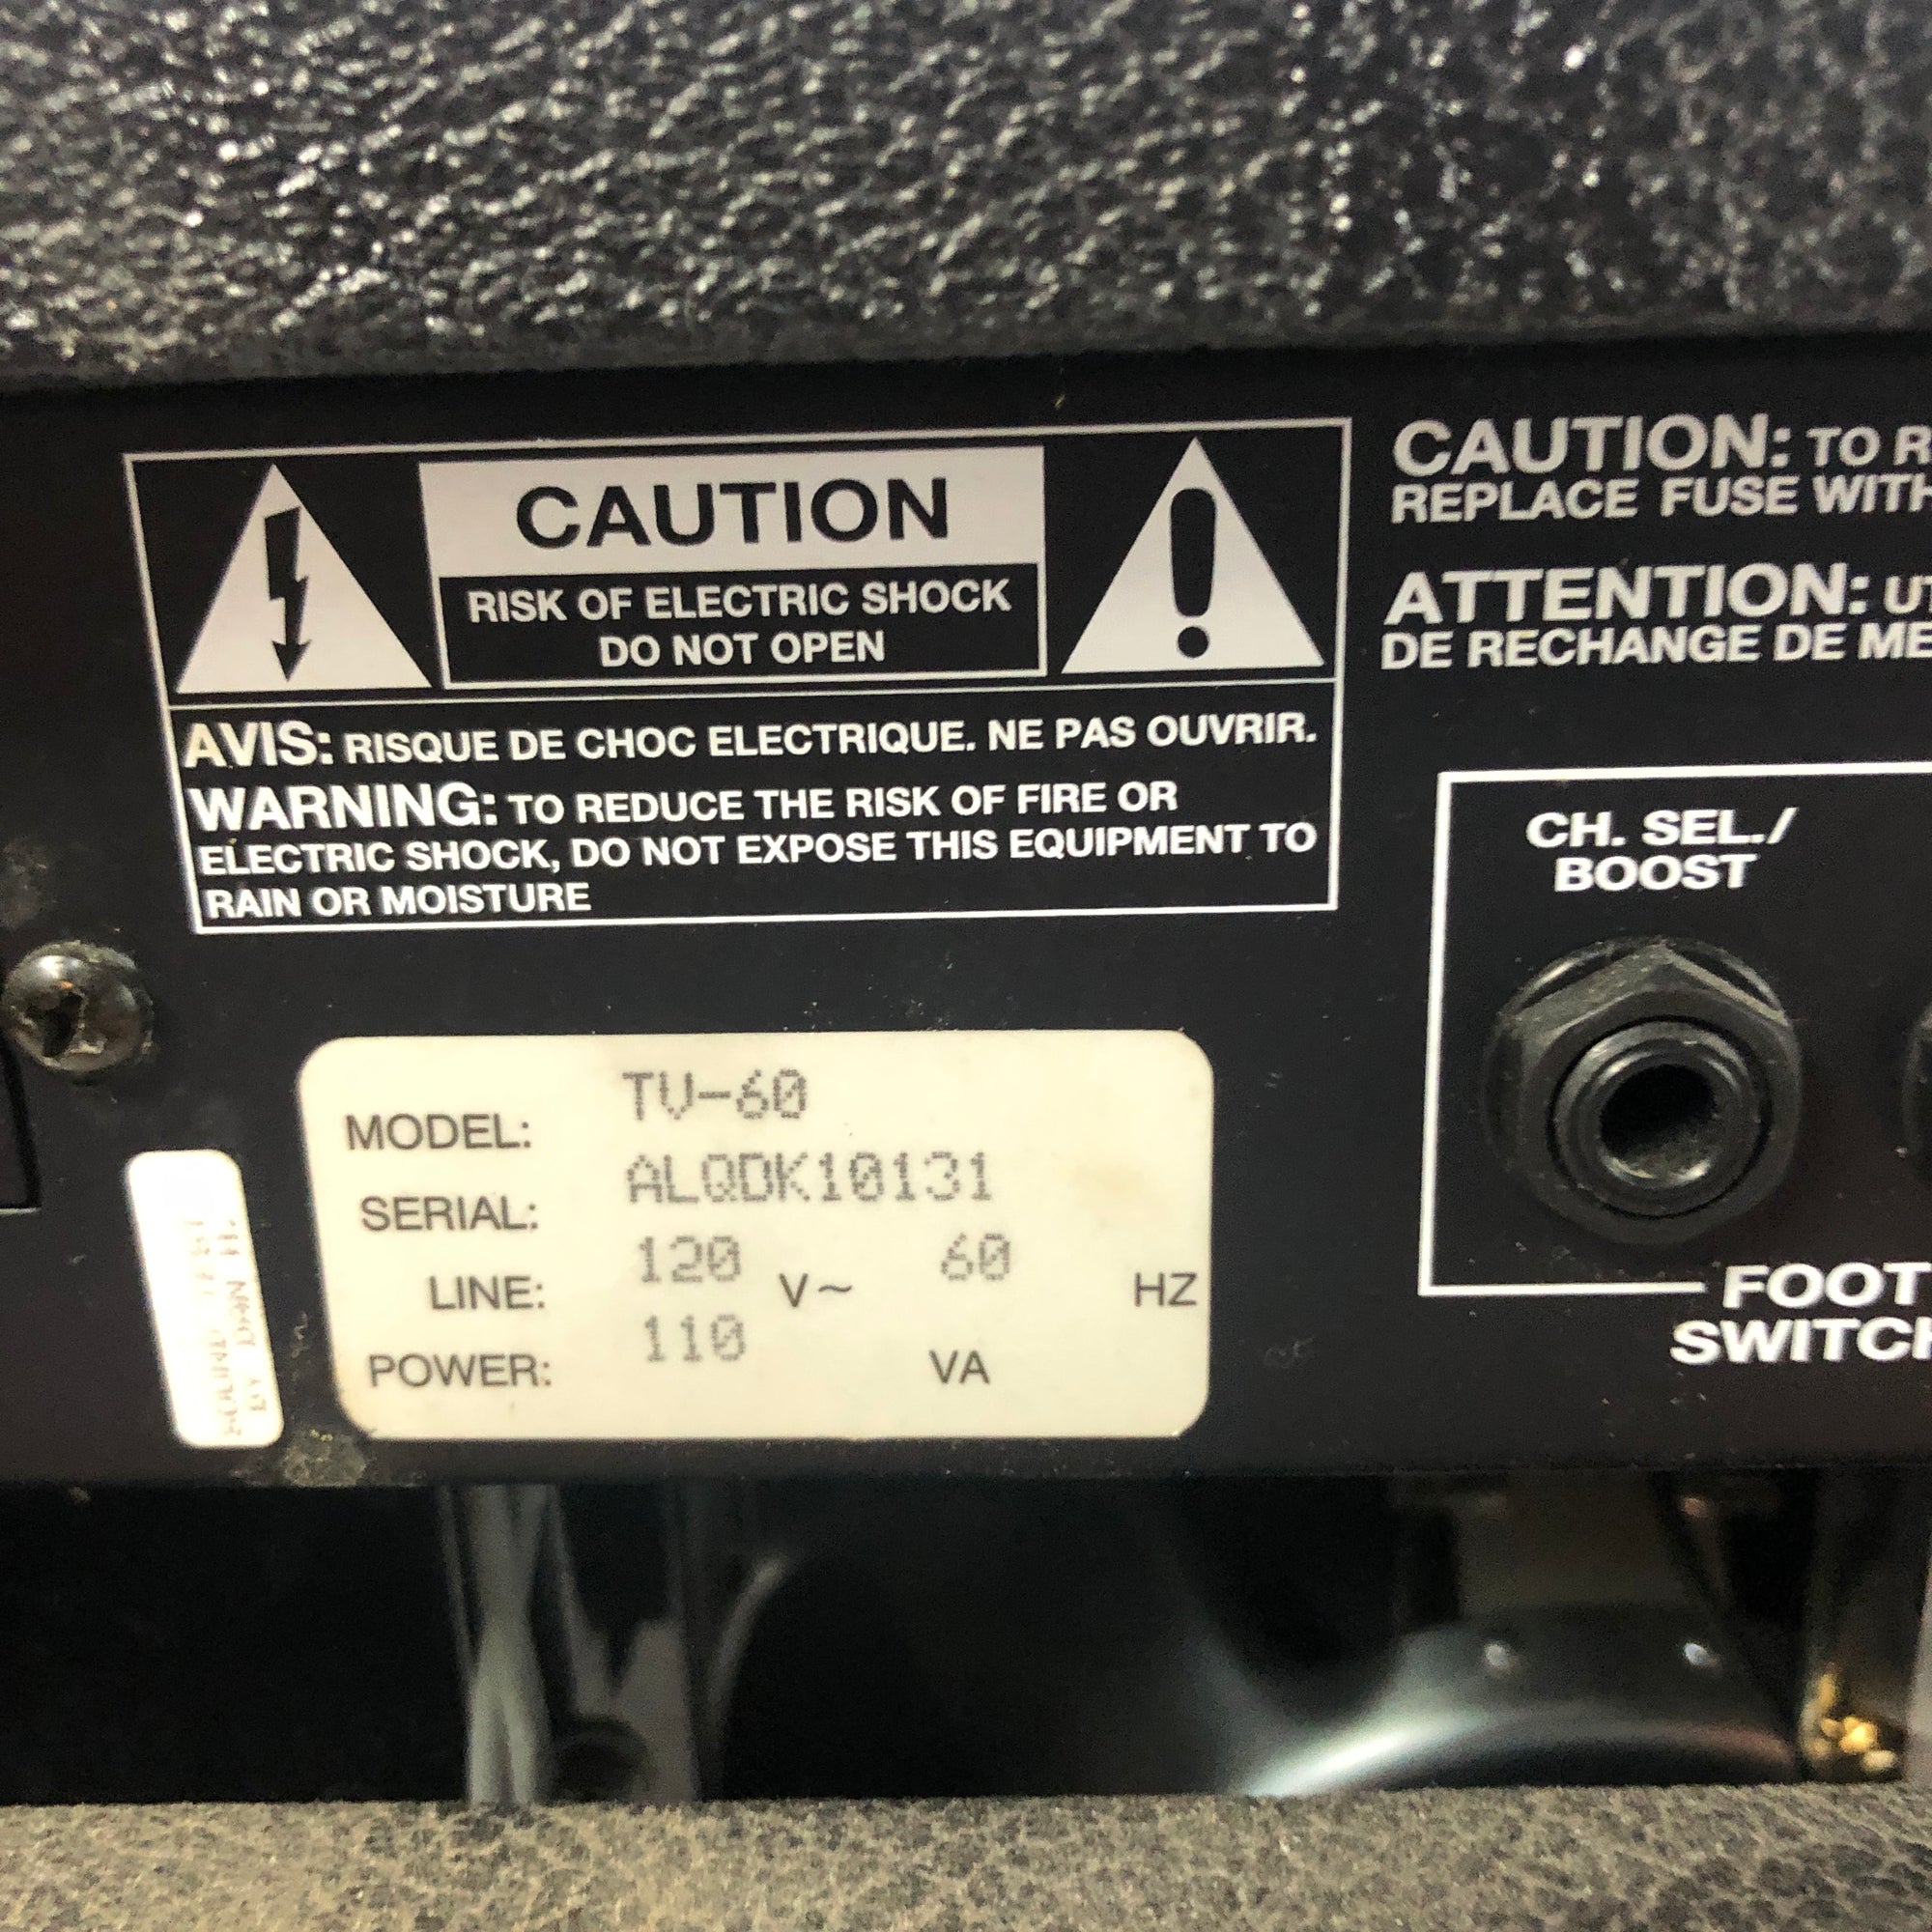 CAUTION
RISK OF ELECTRIC SHOCK
DO NOT OPEN
AVIS: RISQUE DE CHOC ELECTRIQUE. NE PAS OUVRIR.
WARNING: TO REDUCE THE RISK OF FIRE OR
ELECTRIC SHOCK, DO NOT EXPOSE THIS EQUIPMENT TO
RAIN OR MOISTURE
CAUTION: TO
REPLACE FUSE WITH
ATTENTION:
DE RECHANGE DE
CH. SEL./
BOOST
FOOT
SWITCH
MODEL: TV-60
SERIAL: ALQDK10131
LINE: 120 V~ 60 HZ
POWER: 110 VA